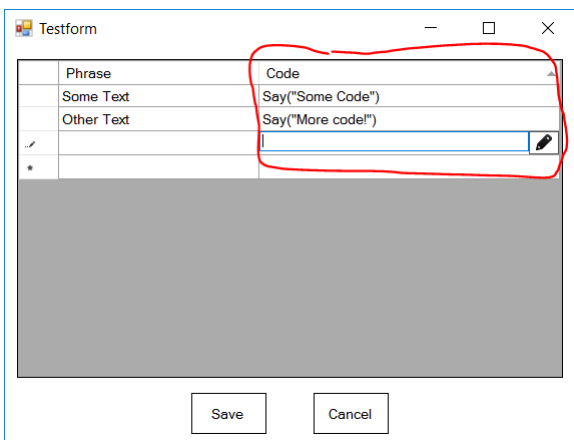 Testform
Phrase Code
Some Text Say("Some Code")
Other Text Say("More code!")
Save Cancel